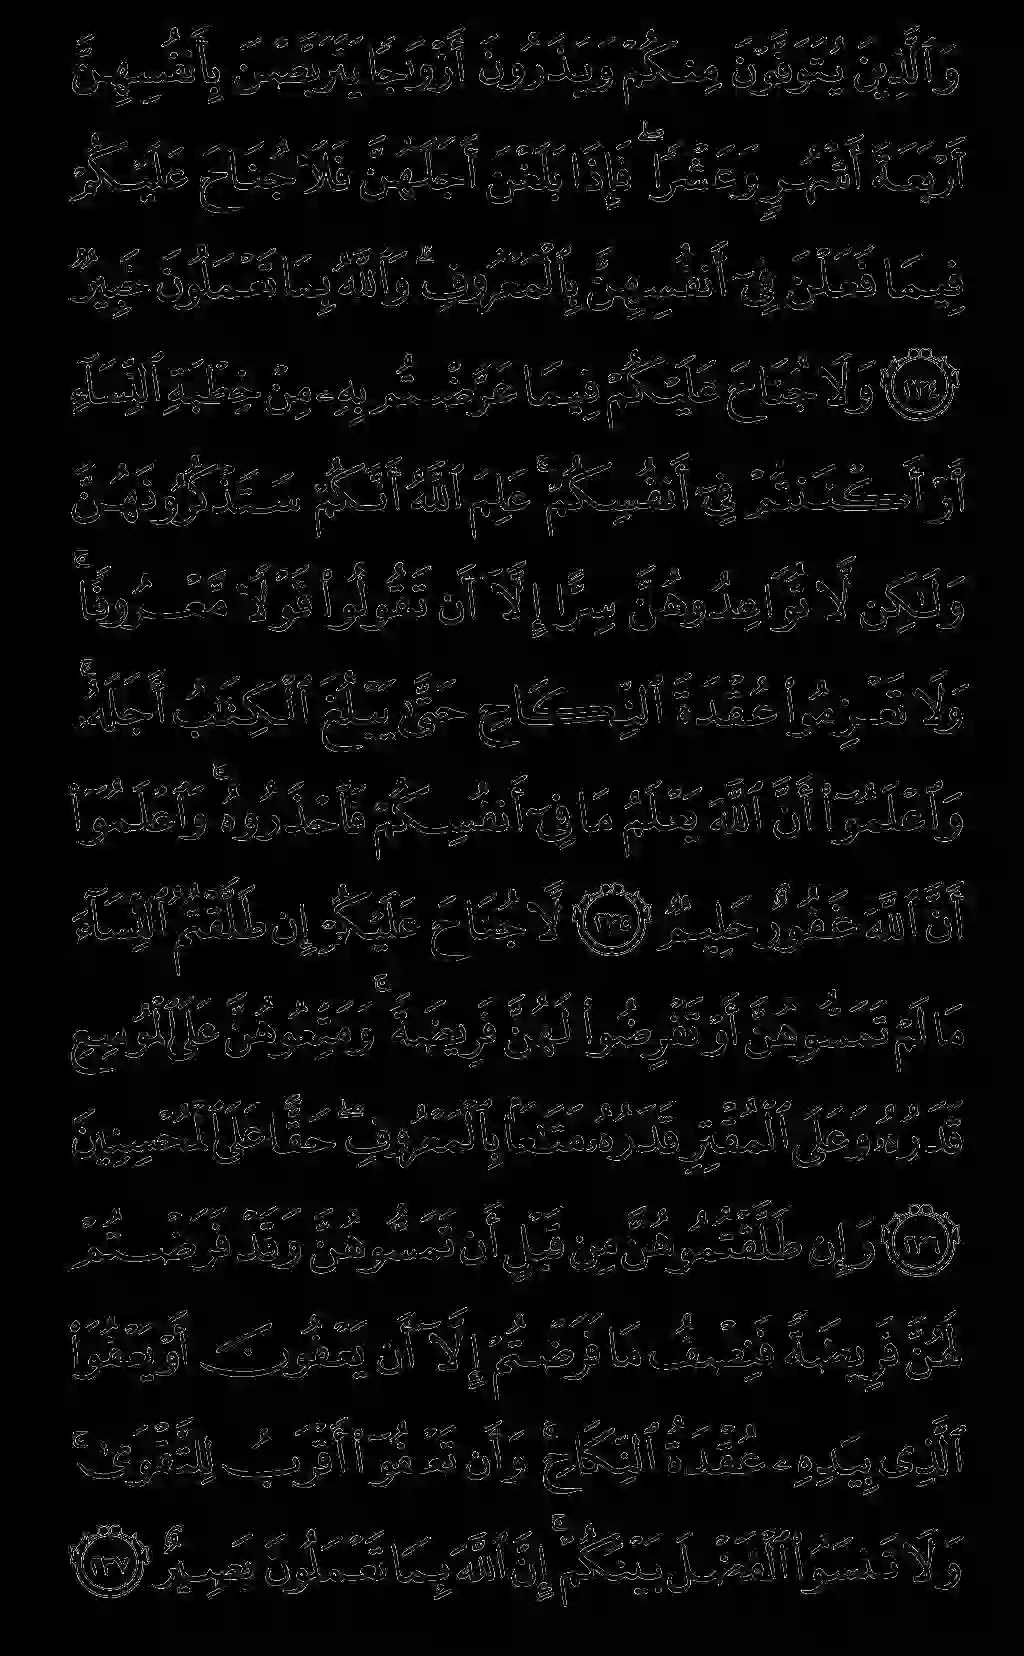 وَٱلَّذِينَ يُتَوَفَّوْنَ مِنكُمْ وَيَذَرُونَ أَزْوَٰجًا يَتَرَبَّصْنَ بِأَنفُسِهِنَّ
أَرْبَعَةَ أَشْهُرٍ وَعَشْرًا ۖ فَإِذَا بَلَغْنَ أَجَلَهُنَّ فَلَا جُنَاحَ عَلَيْكُمْ
فِيمَا فَعَلْنَ فِىٓ أَنفُسِهِنَّ بِٱلْمَعْرُوفِ ۗ وَٱللَّهُ بِمَا تَعْمَلُونَ خَبِيرٌ
٢٣٤ وَلَا جُنَاحَ عَلَيْكُمْ فِيمَا عَرَّضْتُم بِهِۦ مِنْ خِطْبَةِ ٱلنِّسَآءِ
أَوْ أَكْنَنتُمْ فِىٓ أَنفُسِكُمْ ۚ عَلِمَ ٱللَّهُ أَنَّكُمْ سَتَذْكُرُونَهُنَّ
وَلَٰكِن لَّا تُوَاعِدُوهُنَّ سِرًّا إِلَّآ أَن تَقُولُوا۟ قَوْلًا مَّعْرُوفًا ۚ
وَلَا تَعْزِمُوا۟ عُقْدَةَ ٱلنِّكَاحِ حَتَّىٰ يَبْلُغَ ٱلْكِتَٰبُ أَجَلَهُۥ ۚ
وَٱعْلَمُوٓا۟ أَنَّ ٱللَّهَ يَعْلَمُ مَا فِىٓ أَنفُسِكُمْ فَٱحْذَرُوهُ ۚ وَٱعْلَمُوٓا۟
أَنَّ ٱللَّهَ غَفُورٌ حَلِيمٌ ٢٣٥ لَّا جُنَاحَ عَلَيْكُمْ إِن طَلَّقْتُمُ ٱلنِّسَآءَ
مَا لَمْ تَمَسُّوهُنَّ أَوْ تَفْرِضُوا۟ لَهُنَّ فَرِيضَةً ۚ وَمَتِّعُوهُنَّ عَلَى ٱلْمُوسِعِ
قَدَرُهُۥ وَعَلَى ٱلْمُقْتِرِ قَدَرُهُۥ مَتَٰعًۢا بِٱلْمَعْرُوفِ ۖ حَقًّا عَلَى ٱلْمُحْسِنِينَ
٢٣٦ وَإِن طَلَّقْتُمُوهُنَّ مِن قَبْلِ أَن تَمَسُّوهُنَّ وَقَدْ فَرَضْتُمْ
لَهُنَّ فَرِيضَةً فَنِصْفُ مَا فَرَضْتُمْ إِلَّآ أَن يَعْفُونَ أَوْ يَعْفُوَا۟
ٱلَّذِى بِيَدِهِۦ عُقْدَةُ ٱلنِّكَاحِ ۚ وَأَن تَعْفُوٓا۟ أَقْرَبُ لِلتَّقْوَىٰ ۚ
وَلَا تَنسَوُا۟ ٱلْفَضْلَ بَيْنَكُمْ ۚ إِنَّ ٱللَّهَ بِمَا تَعْمَلُونَ بَصِيرٌ ٢٣٧